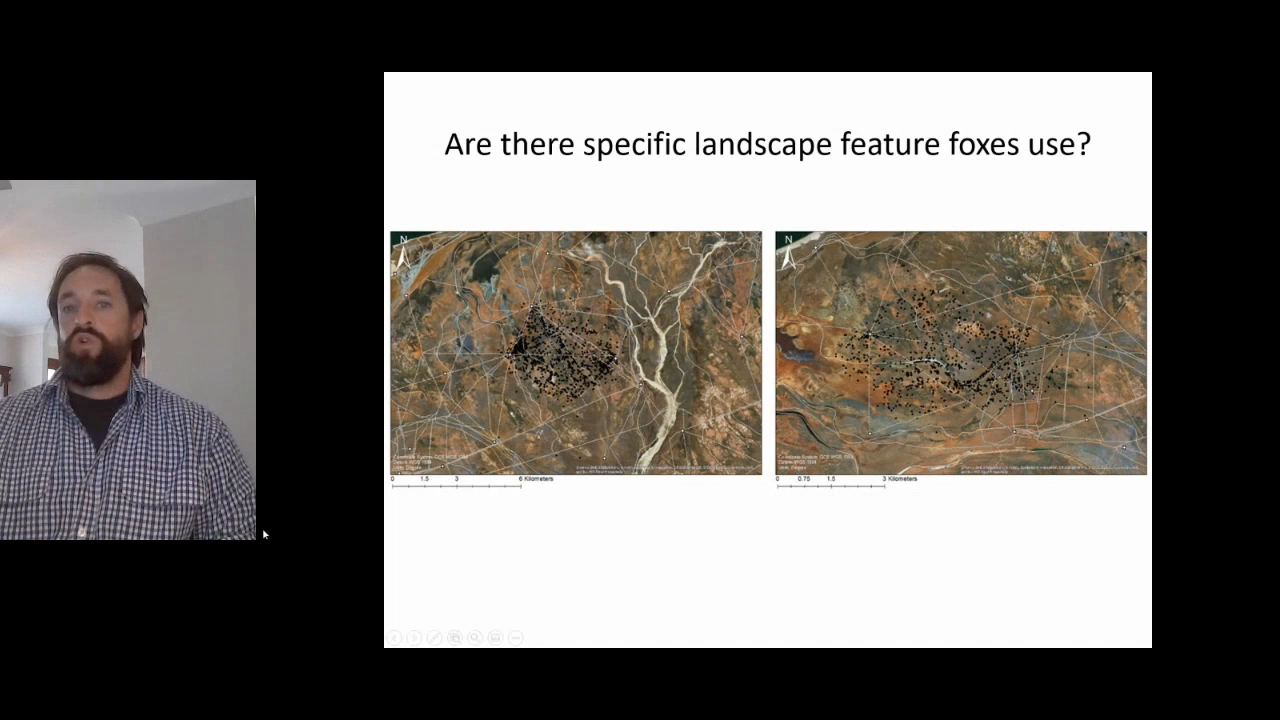 Are there specific landscape feature foxes use?
N
N
0 1.5 3 6 Kilometers
0 0.75 1.5 3 Kilometers